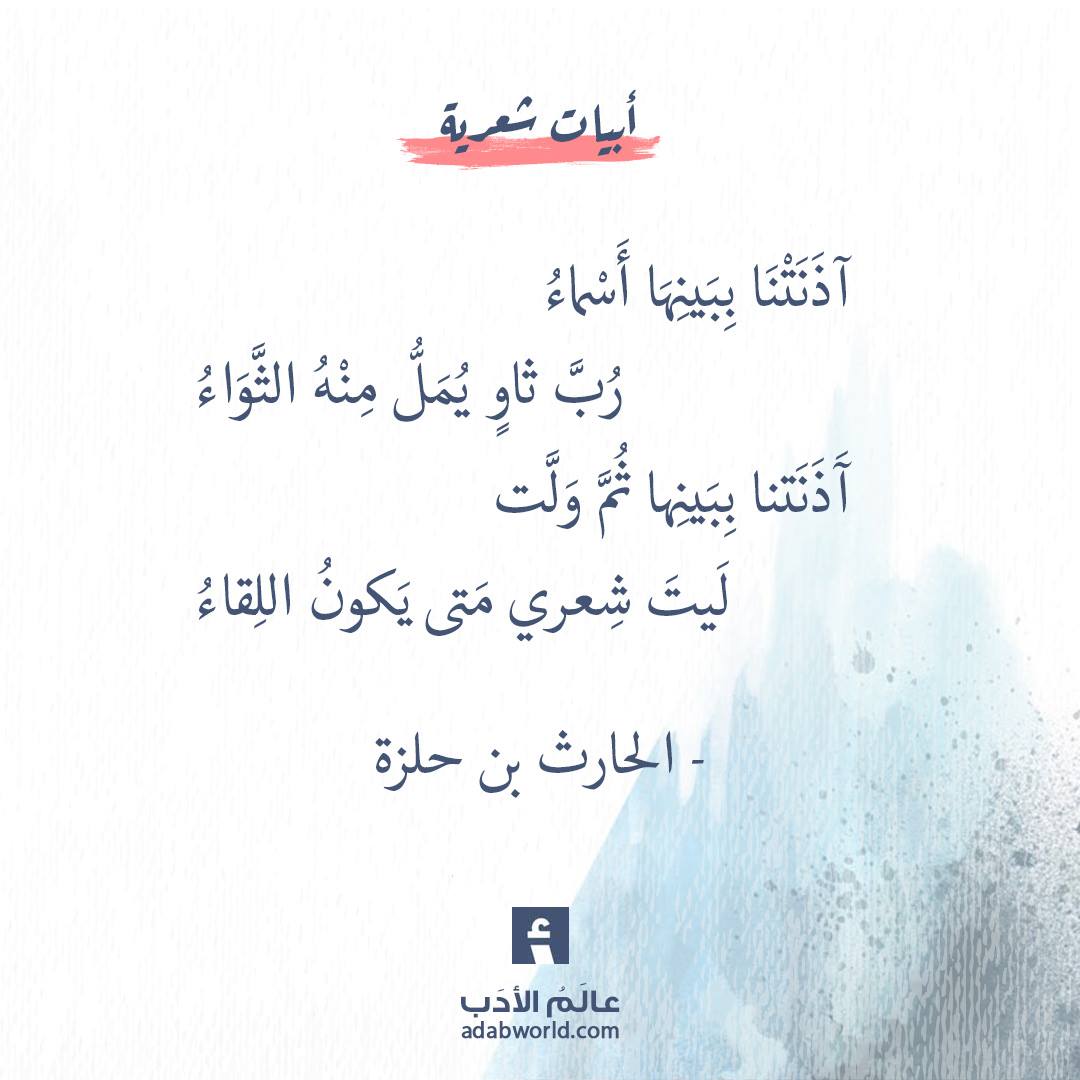 أبيات شعرية
آذَنَتْنَا بِبَينِهَا أَسْماءُ
رُبَّ ثاوٍ يُمَلُّ مِنْهُ الثَّوَاءُ
آَذَنَتنا بِبَينِها ثُمَّ وَلَّت
لَيتَ شِعري مَتى يَكونُ اللِقاءُ
- الحارث بن حلزة
أ
عالَمُ الأدَب
adabworld.com